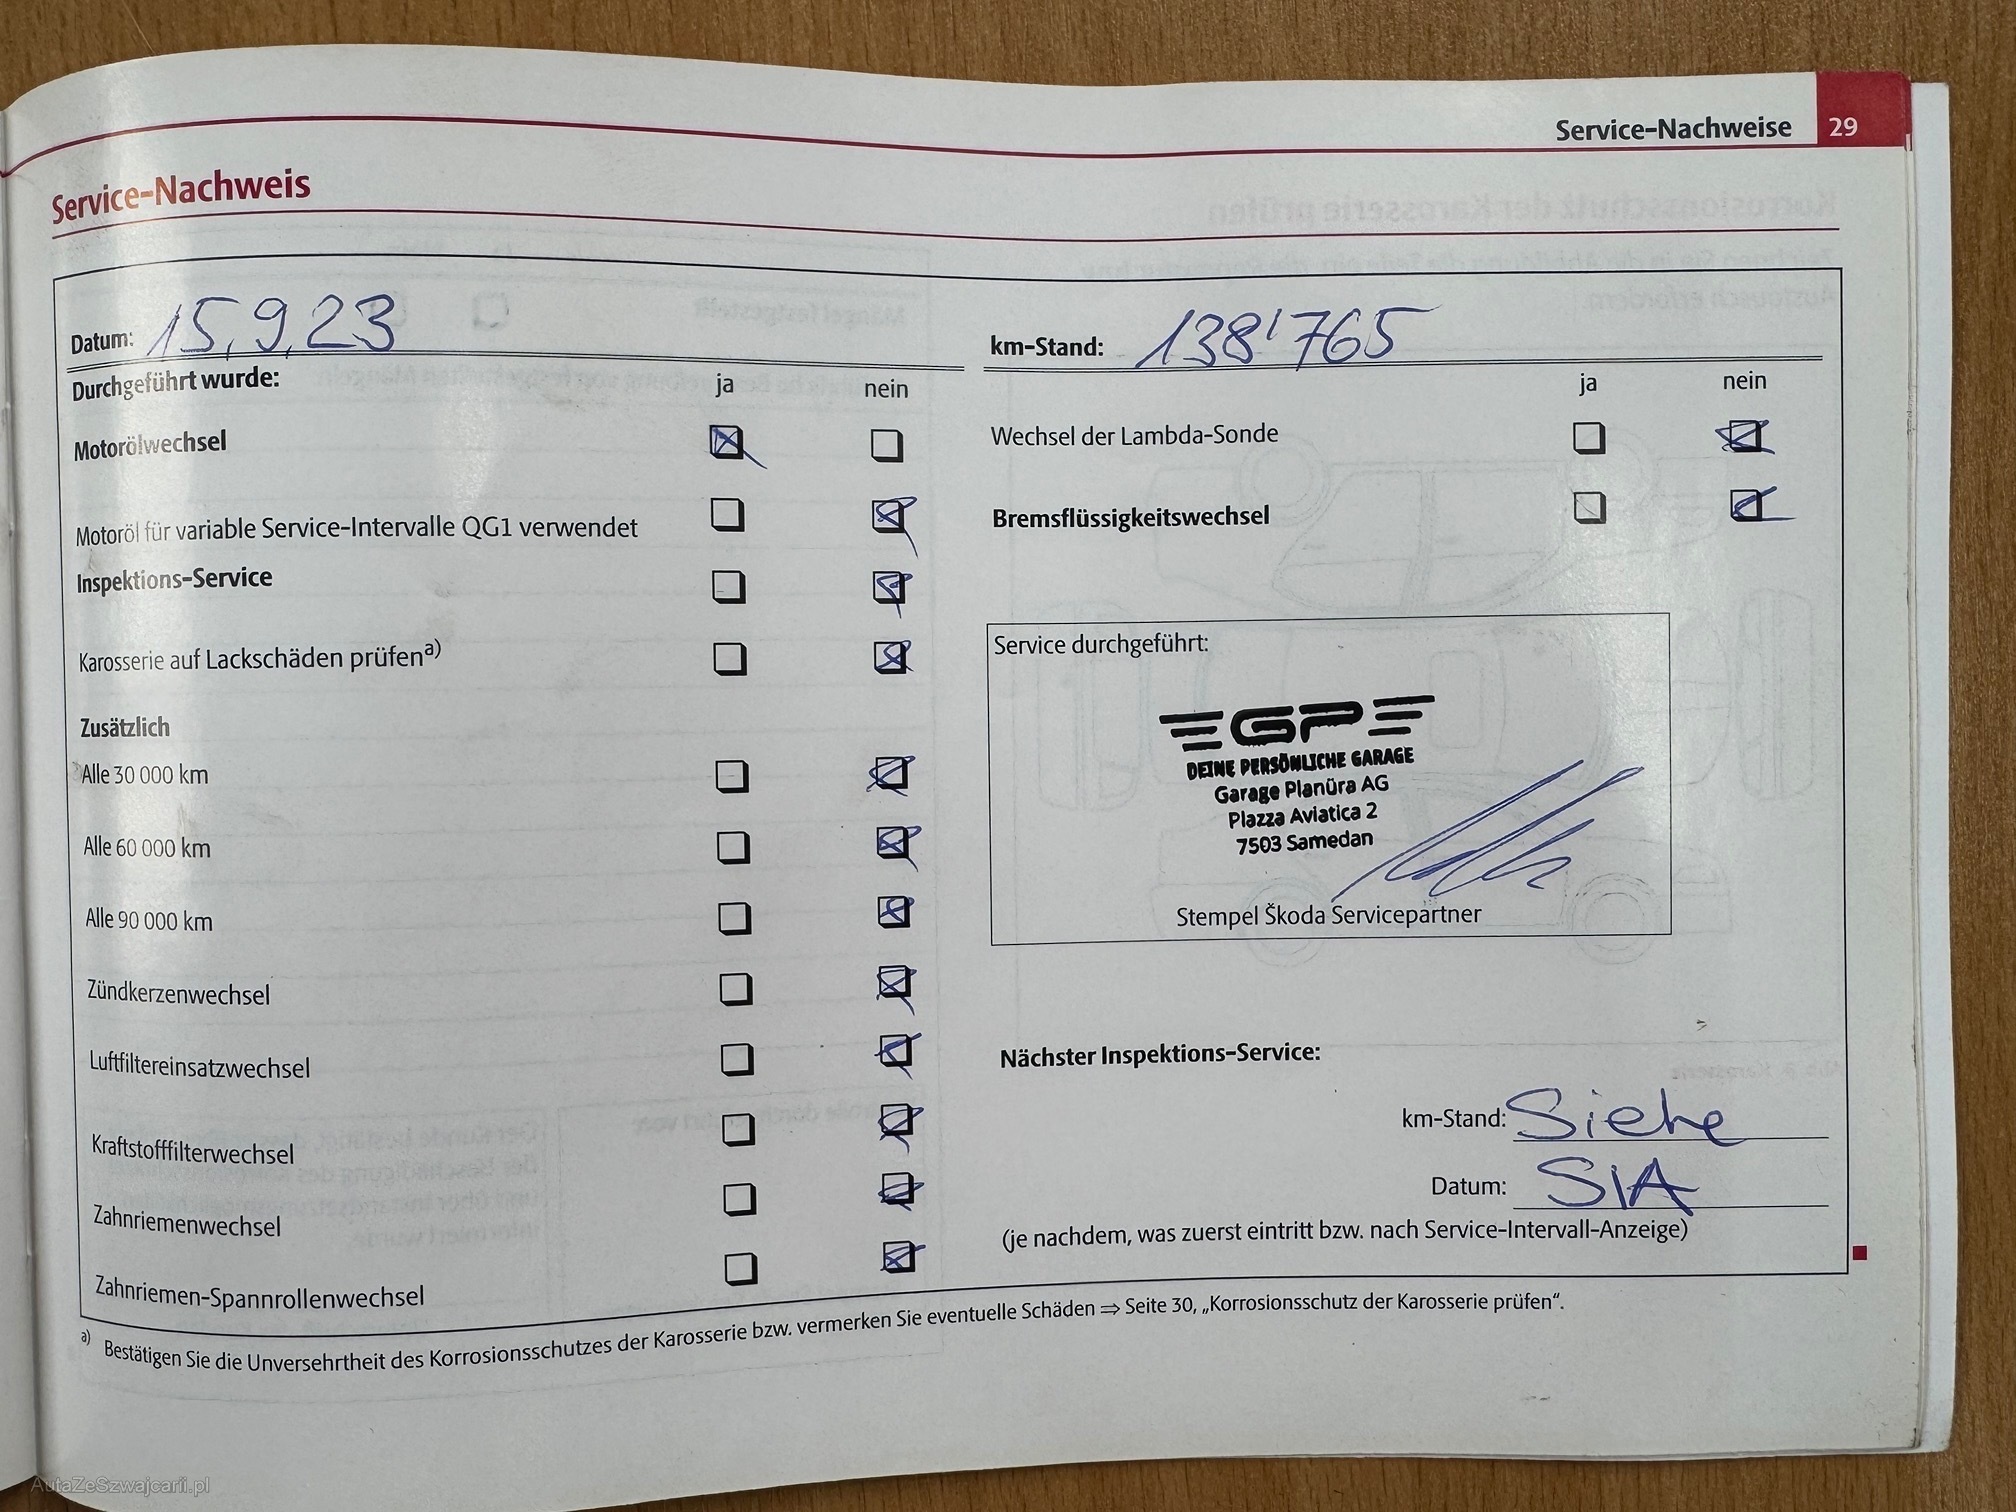 Service-Nachweise 29
Service-Nachweis
Datum: 15.9.23
km-Stand: 138'765
Durchgeführt wurde: ja nein
ja nein
Motorölwechsel
Wechsel der Lambda-Sonde
Motoröl für variable Service-Intervalle QG1 verwendet
Bremsflüssigkeitswechsel
Inspektions-Service
Karosserie auf Lackschäden prüfen a)
Zusätzlich
Alle 30 000 km
Alle 60 000 km
Alle 90 000 km
Zündkerzenwechsel
Luftfiltereinsatzwechsel
Kraftstofffilterwechsel
Zahnriemenwechsel
Zahnriemen-Spannrollenwechsel
Service durchgeführt:
GP
DEINE PERSÖNLICHE GARAGE
Garage Planüra AG
Plazza Aviatica 2
7503 Samedan
Stempel Škoda Servicepartner
Nächster Inspektions-Service:
km-Stand: Siehe
Datum: SIA
(je nachdem, was zuerst eintritt bzw. nach Service-Intervall-Anzeige)
a) Bestätigen Sie die Unversehrtheit des Korrosionsschutzes der Karosserie bzw. vermerken Sie eventuelle Schäden ⇒ Seite 30, „Korrosionsschutz der Karosserie prüfen“.
AutaZeSzwajcarii.pl